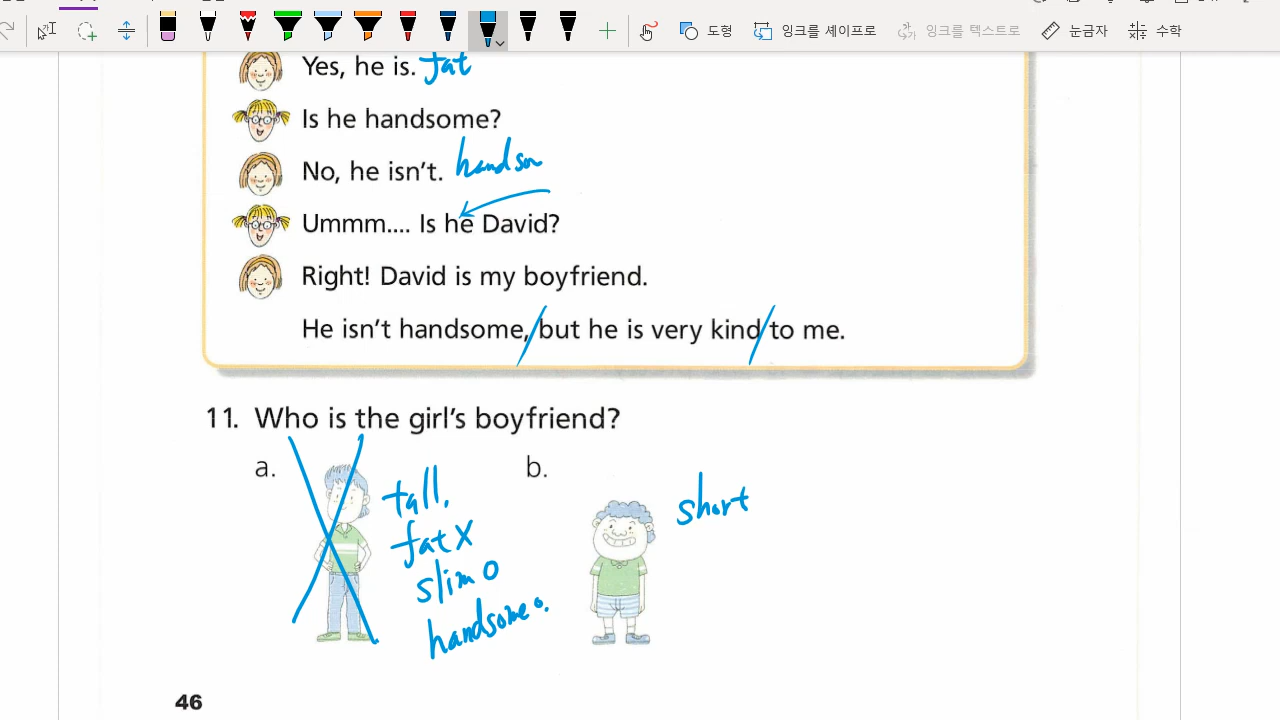 도형
잉크를 셰이프로
잉크를 텍스트로
눈금자
수학
Yes, he is. fat
Is he handsome?
No, he isn't. handsom
Ummm.... Is he David?
Right! David is my boyfriend.
He isn't handsome, but he is very kind to me.
11. Who is the girl's boyfriend?
a.
tall.
fat X
slim O
handsome o.
b.
short
46